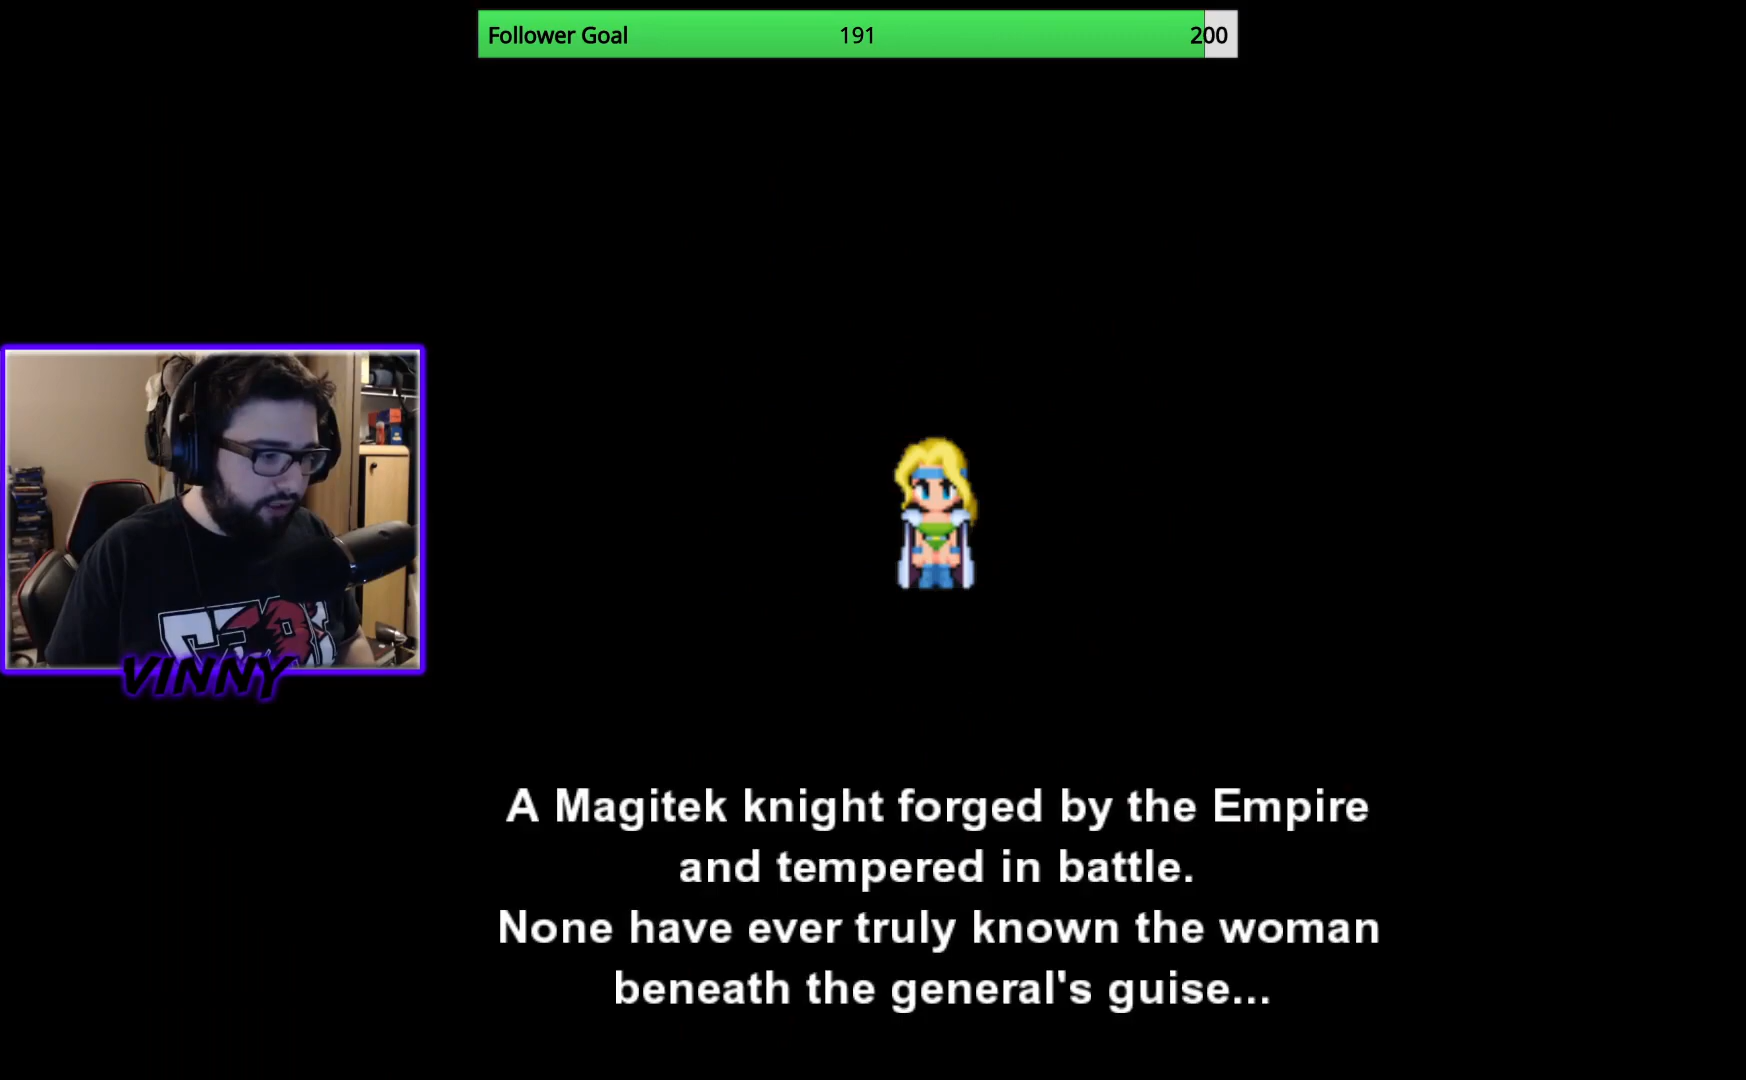 Follower Goal 191 200
VINNY
A Magitek knight forged by the Empire
and tempered in battle.
None have ever truly known the woman
beneath the general's guise...